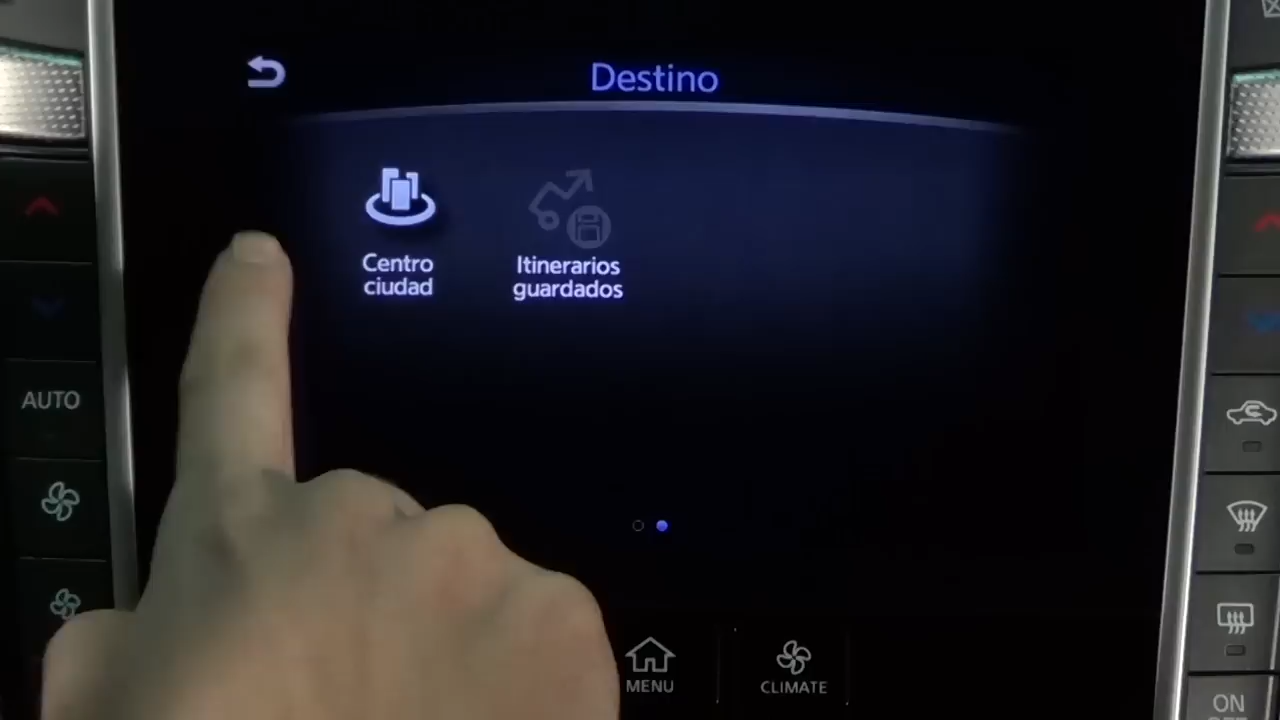 Destino
Centro
ciudad
Itinerarios
guardados
AUTO
MENU
CLIMATE
ON